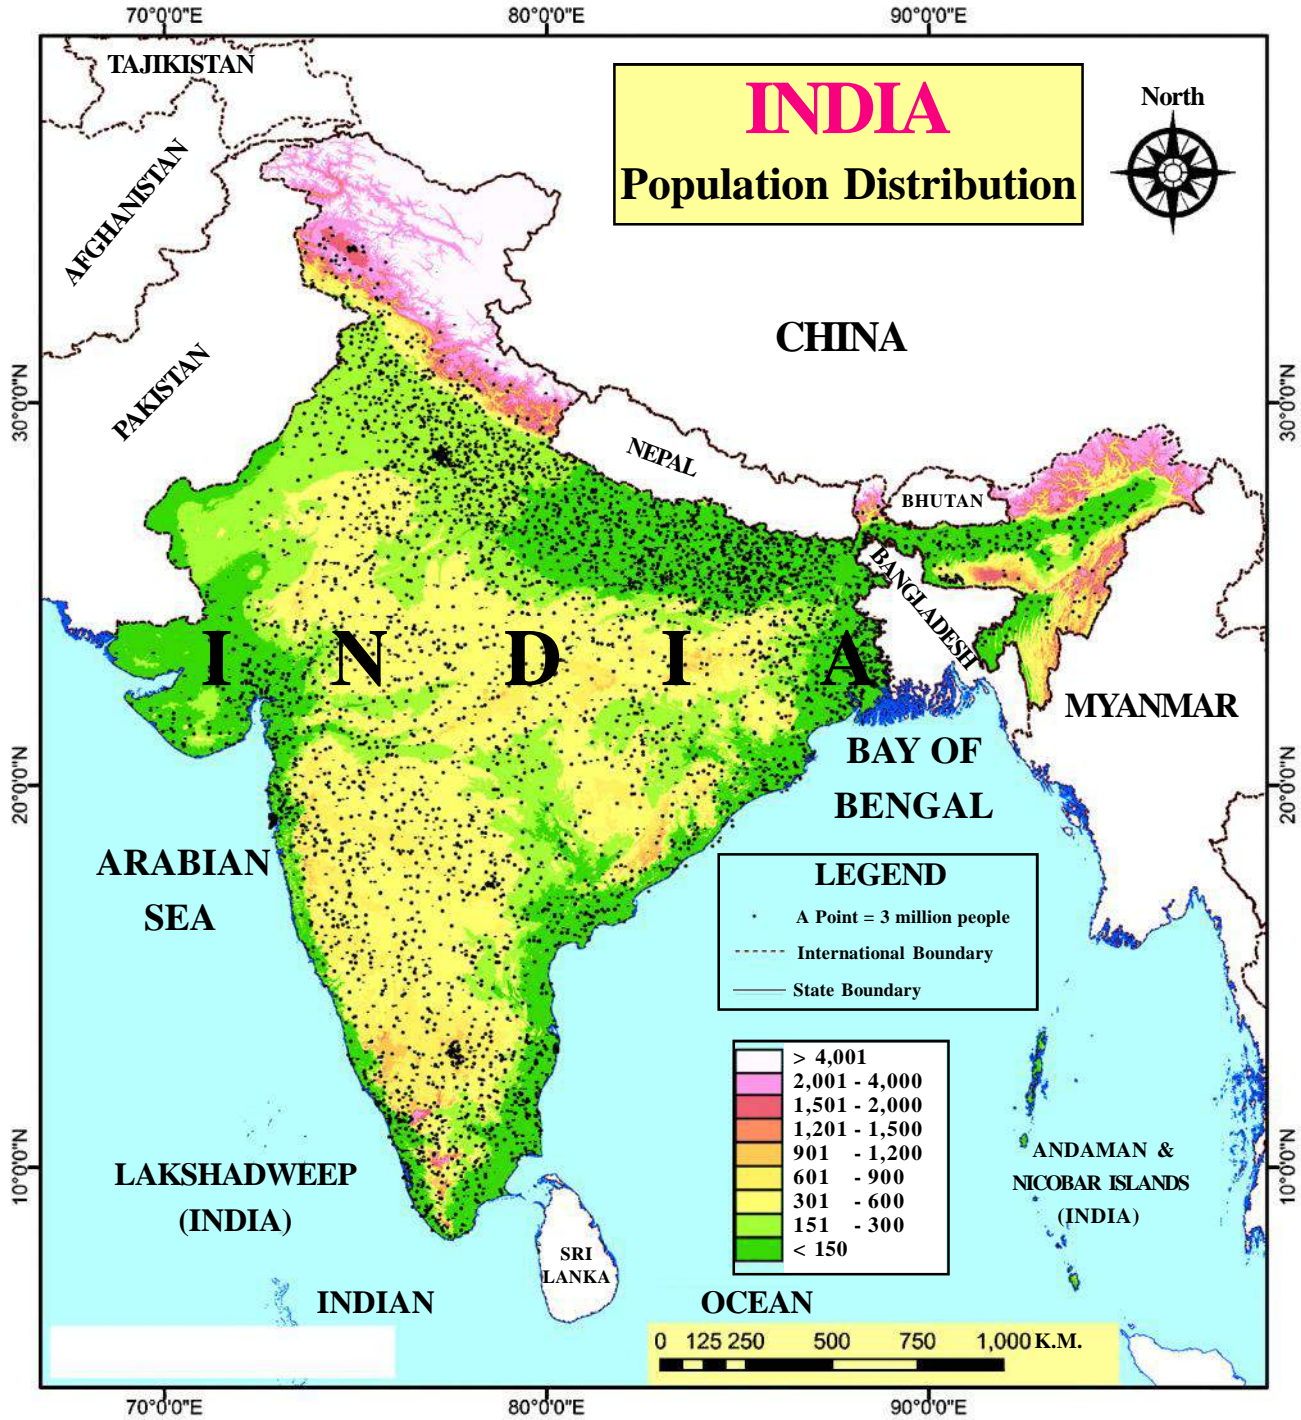 70°0'0"E 80°0'0"E 90°0'0"E
TAJIKISTAN
INDIA
Population Distribution
North
AFGHANISTAN
CHINA
PAKISTAN
30°0'0"N
30°0'0"N
NEPAL
BHUTAN
BANGLADESH
I N D I A
MYANMAR
BAY OF
BENGAL
20°0'0"N
20°0'0"N
ARABIAN
SEA
LEGEND
A Point = 3 million people
International Boundary
State Boundary
> 4,001
2,001 - 4,000
1,501 - 2,000
1,201 - 1,500
901 - 1,200
601 - 900
301 - 600
151 - 300
< 150
10°0'0"N
10°0'0"N
LAKSHADWEEP
(INDIA)
ANDAMAN &
NICOBAR ISLANDS
(INDIA)
SRI
LANKA
INDIAN OCEAN
0 125 250 500 750 1,000 K.M.
70°0'0"E 80°0'0"E 90°0'0"E